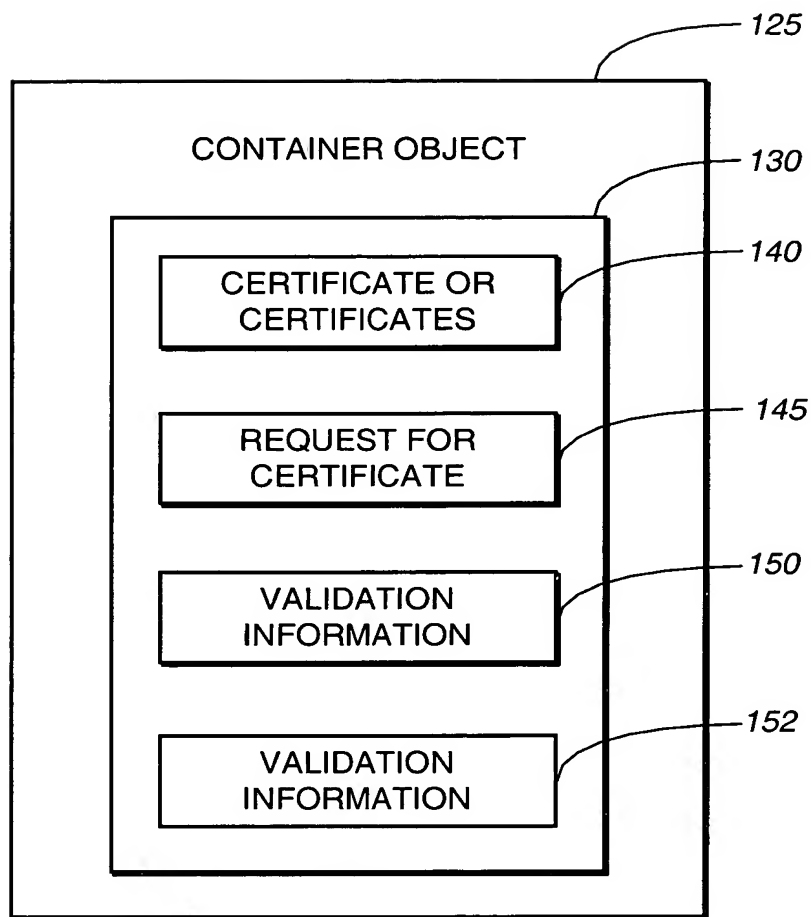 125
CONTAINER OBJECT
130
140
CERTIFICATE OR
CERTIFICATES
145
REQUEST FOR
CERTIFICATE
150
VALIDATION
INFORMATION
152
VALIDATION
INFORMATION